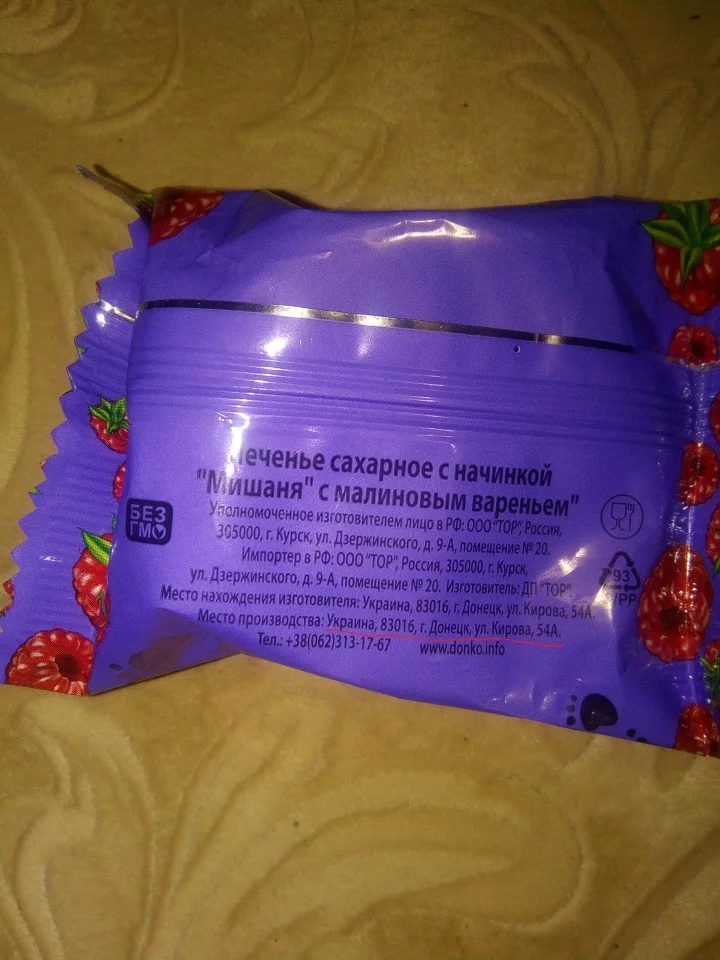 Печенье сахарное с начинкой
"Мишаня" с малиновым вареньем"
Уполномоченное изготовителем лицо в РФ: ООО "ТОР", Россия,
305000, г. Курск, ул. Дзержинского, д. 9-А, помещение № 20.
Импортер в РФ: ООО "ТОР", Россия, 305000, г. Курск,
ул. Дзержинского, д. 9-А, помещение № 20. Изготовитель: ДП "ТОР".
Место нахождения изготовителя: Украина, 83016, г. Донецк, ул. Кирова, 54А.
Место производства: Украина, 83016, г. Донецк, ул. Кирова, 54А.
Тел.: +38(062)313-17-67 www.donko.info
БЕЗ
ГМО
93